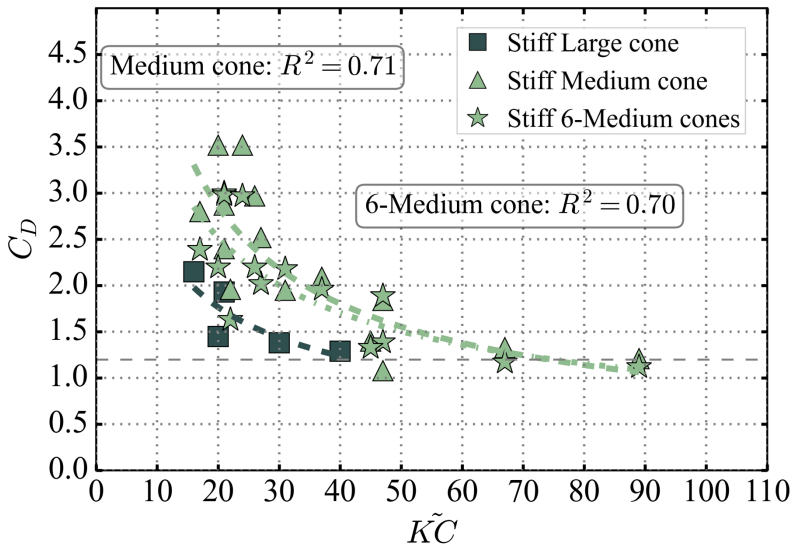 4.5
4.0
3.5
3.0
2.5
2.0
1.5
1.0
0.5
0.0
C_D
Medium cone: R² = 0.71
Stiff Large cone
Stiff Medium cone
Stiff 6-Medium cones
6-Medium cone: R² = 0.70
0 10 20 30 40 50 60 70 80 90 100 110
K̃C